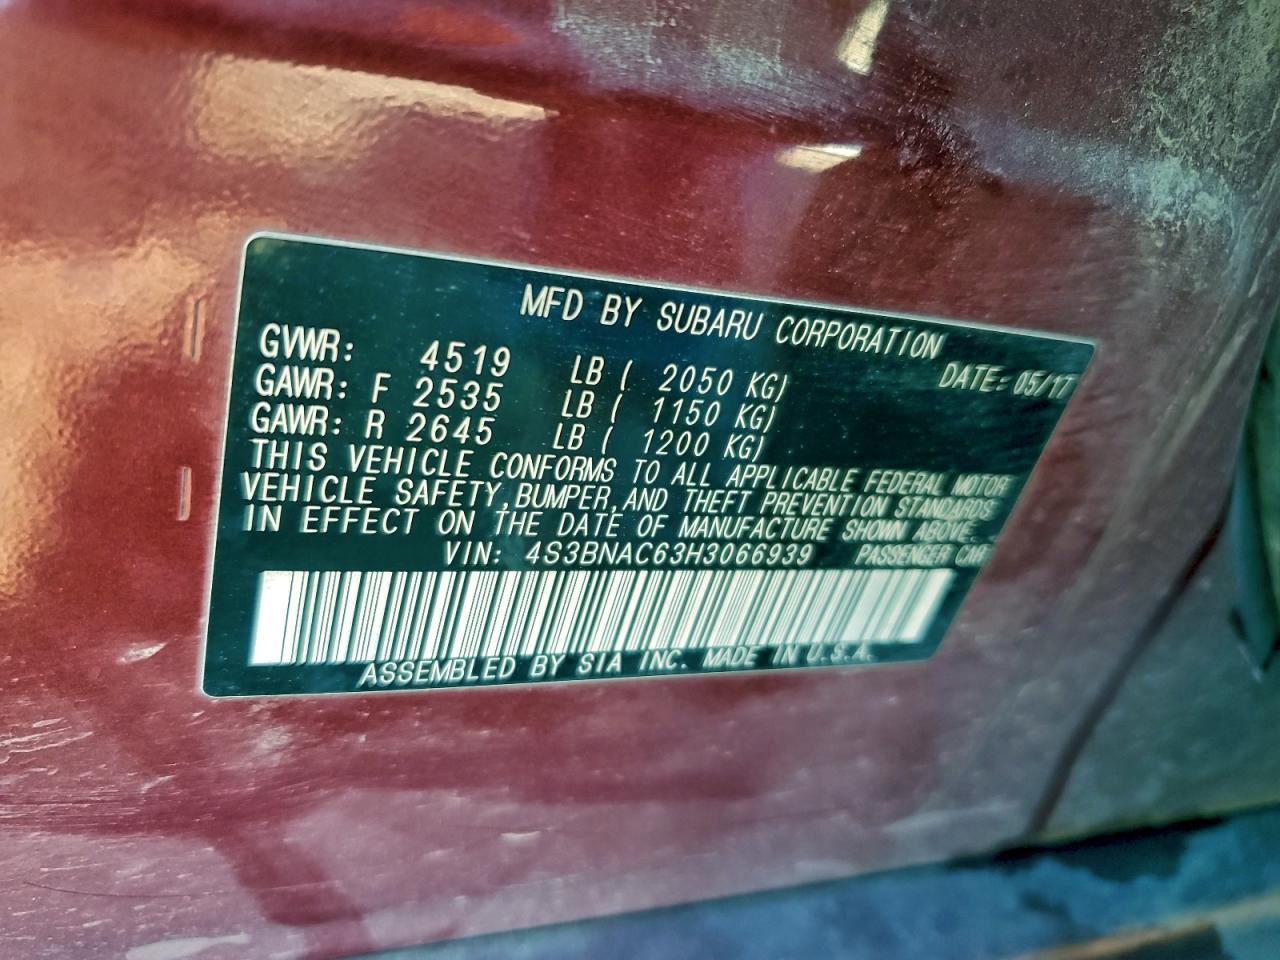 MFD BY SUBARU CORPORATION
GVWR: 4519 LB ( 2050 KG) DATE: 05/17
GAWR: F 2535 LB ( 1150 KG)
GAWR: R 2645 LB ( 1200 KG)
THIS VEHICLE CONFORMS TO ALL APPLICABLE FEDERAL MOTOR
VEHICLE SAFETY, BUMPER, AND THEFT PREVENTION STANDARDS
IN EFFECT ON THE DATE OF MANUFACTURE SHOWN ABOVE.
VIN: 4S3BNAC63H3066939 PASSENGER
ASSEMBLED BY SIA INC. MADE IN U.S.A.